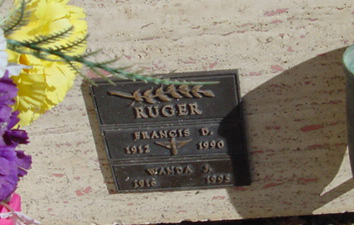 RUGER
FRANCIS D.
1912 1990
WANDA J.
1916 1995